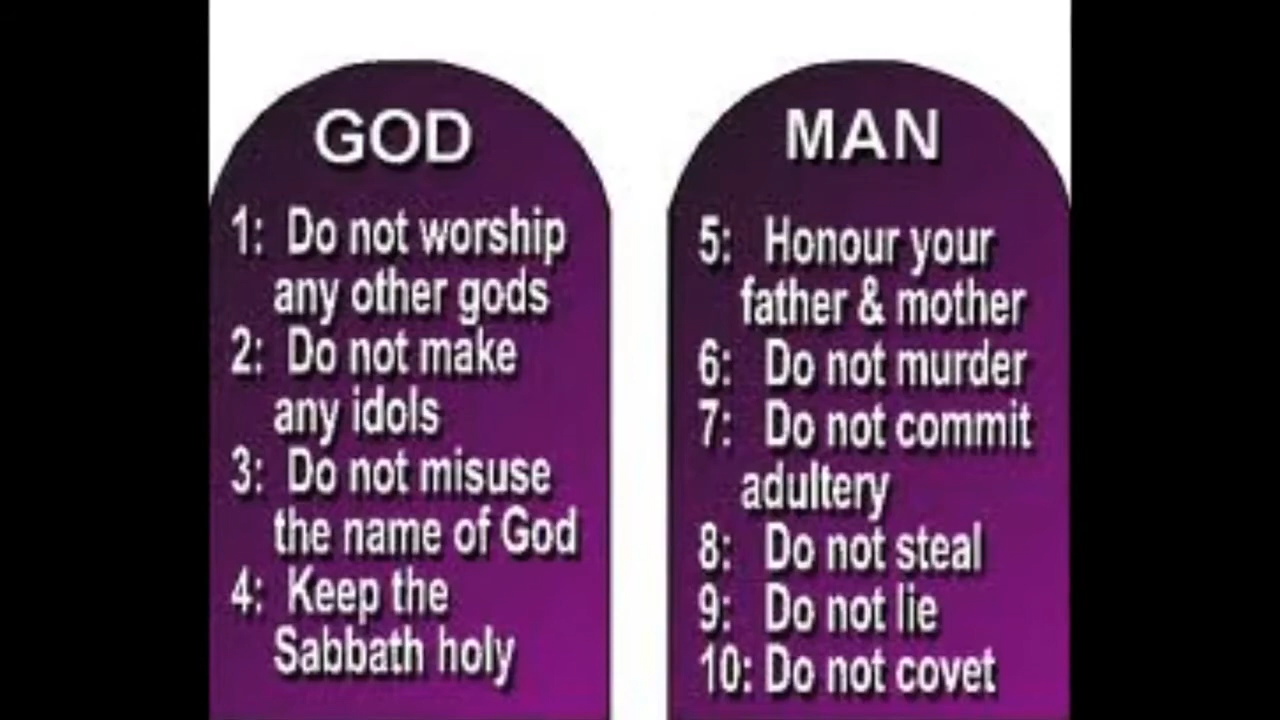 GOD
1: Do not worship
any other gods
2: Do not make
any idols
3: Do not misuse
the name of God
4: Keep the
Sabbath holy
MAN
5: Honour your
father & mother
6: Do not murder
7: Do not commit
adultery
8: Do not steal
9: Do not lie
10: Do not covet